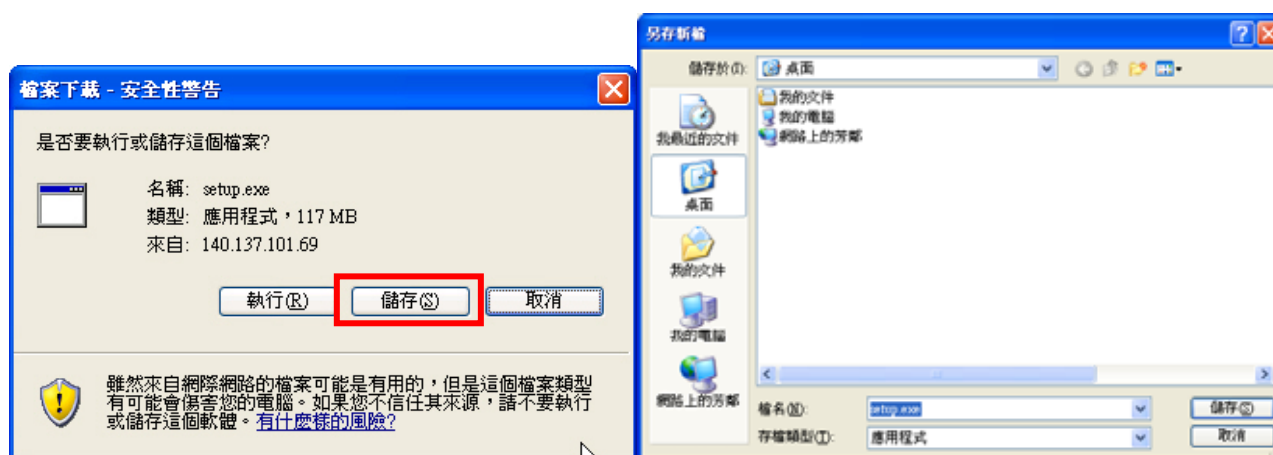 檔案下載 - 安全性警告
是否要執行或儲存這個檔案?
名稱: setup.exe
類型: 應用程式，117 MB
來自: 140.137.101.69
執行(R)
儲存(S)
取消
雖然來自網際網路的檔案可能是有用的，但是這個檔案類型
有可能會傷害您的電腦。如果您不信任其來源，請不要執行
或儲存這個軟體。有什麼樣的風險?
另存新檔
儲存於(I):
桌面
我的文件
我的電腦
網路上的芳鄰
我最近的文件
桌面
我的文件
我的電腦
網路上的芳鄰
檔名(N):
setup.exe
儲存(S)
存檔類型(T):
應用程式
取消